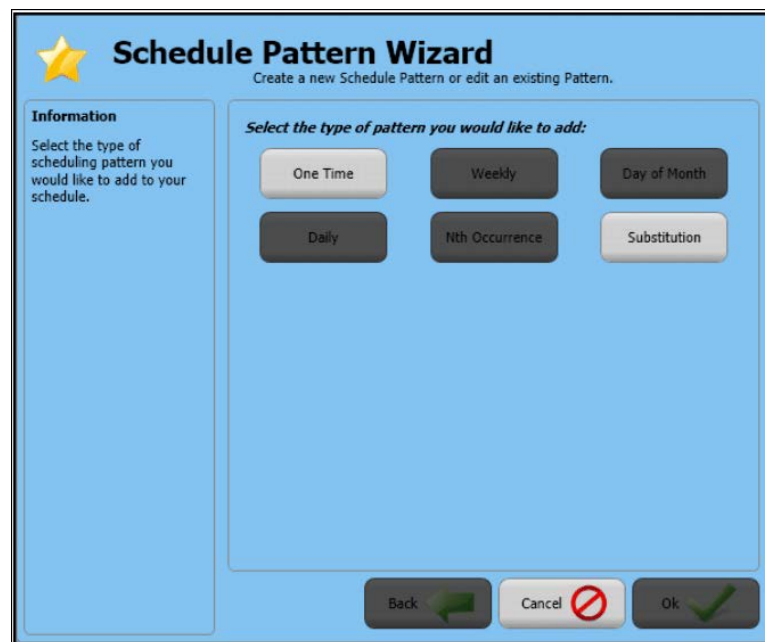 Schedule Pattern Wizard
Create a new Schedule Pattern or edit an existing Pattern.
Information
Select the type of
scheduling pattern you
would like to add to your
schedule.
Select the type of pattern you would like to add:
One Time
Weekly
Day of Month
Daily
Nth Occurrence
Substitution
Back
Cancel
Ok